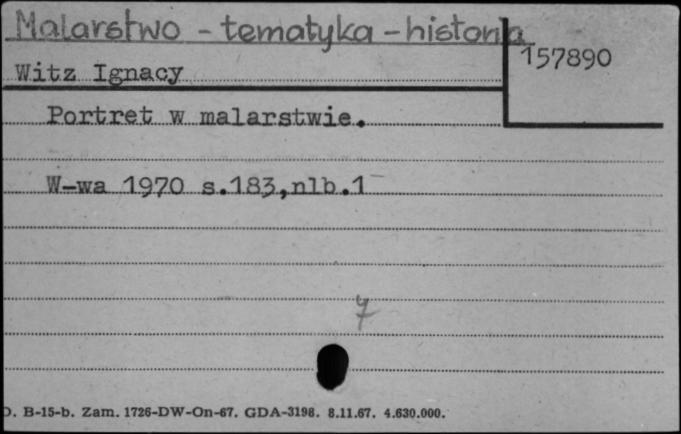 Malarstwo - tematyka - historia
157890
Witz Ignacy
Portret w malarstwie.
W-wa 1970 s.183,nlb.1
7
D. B-15-b. Zam. 1726-DW-On-67. GDA-3198. 8.11.67. 4.630.000.